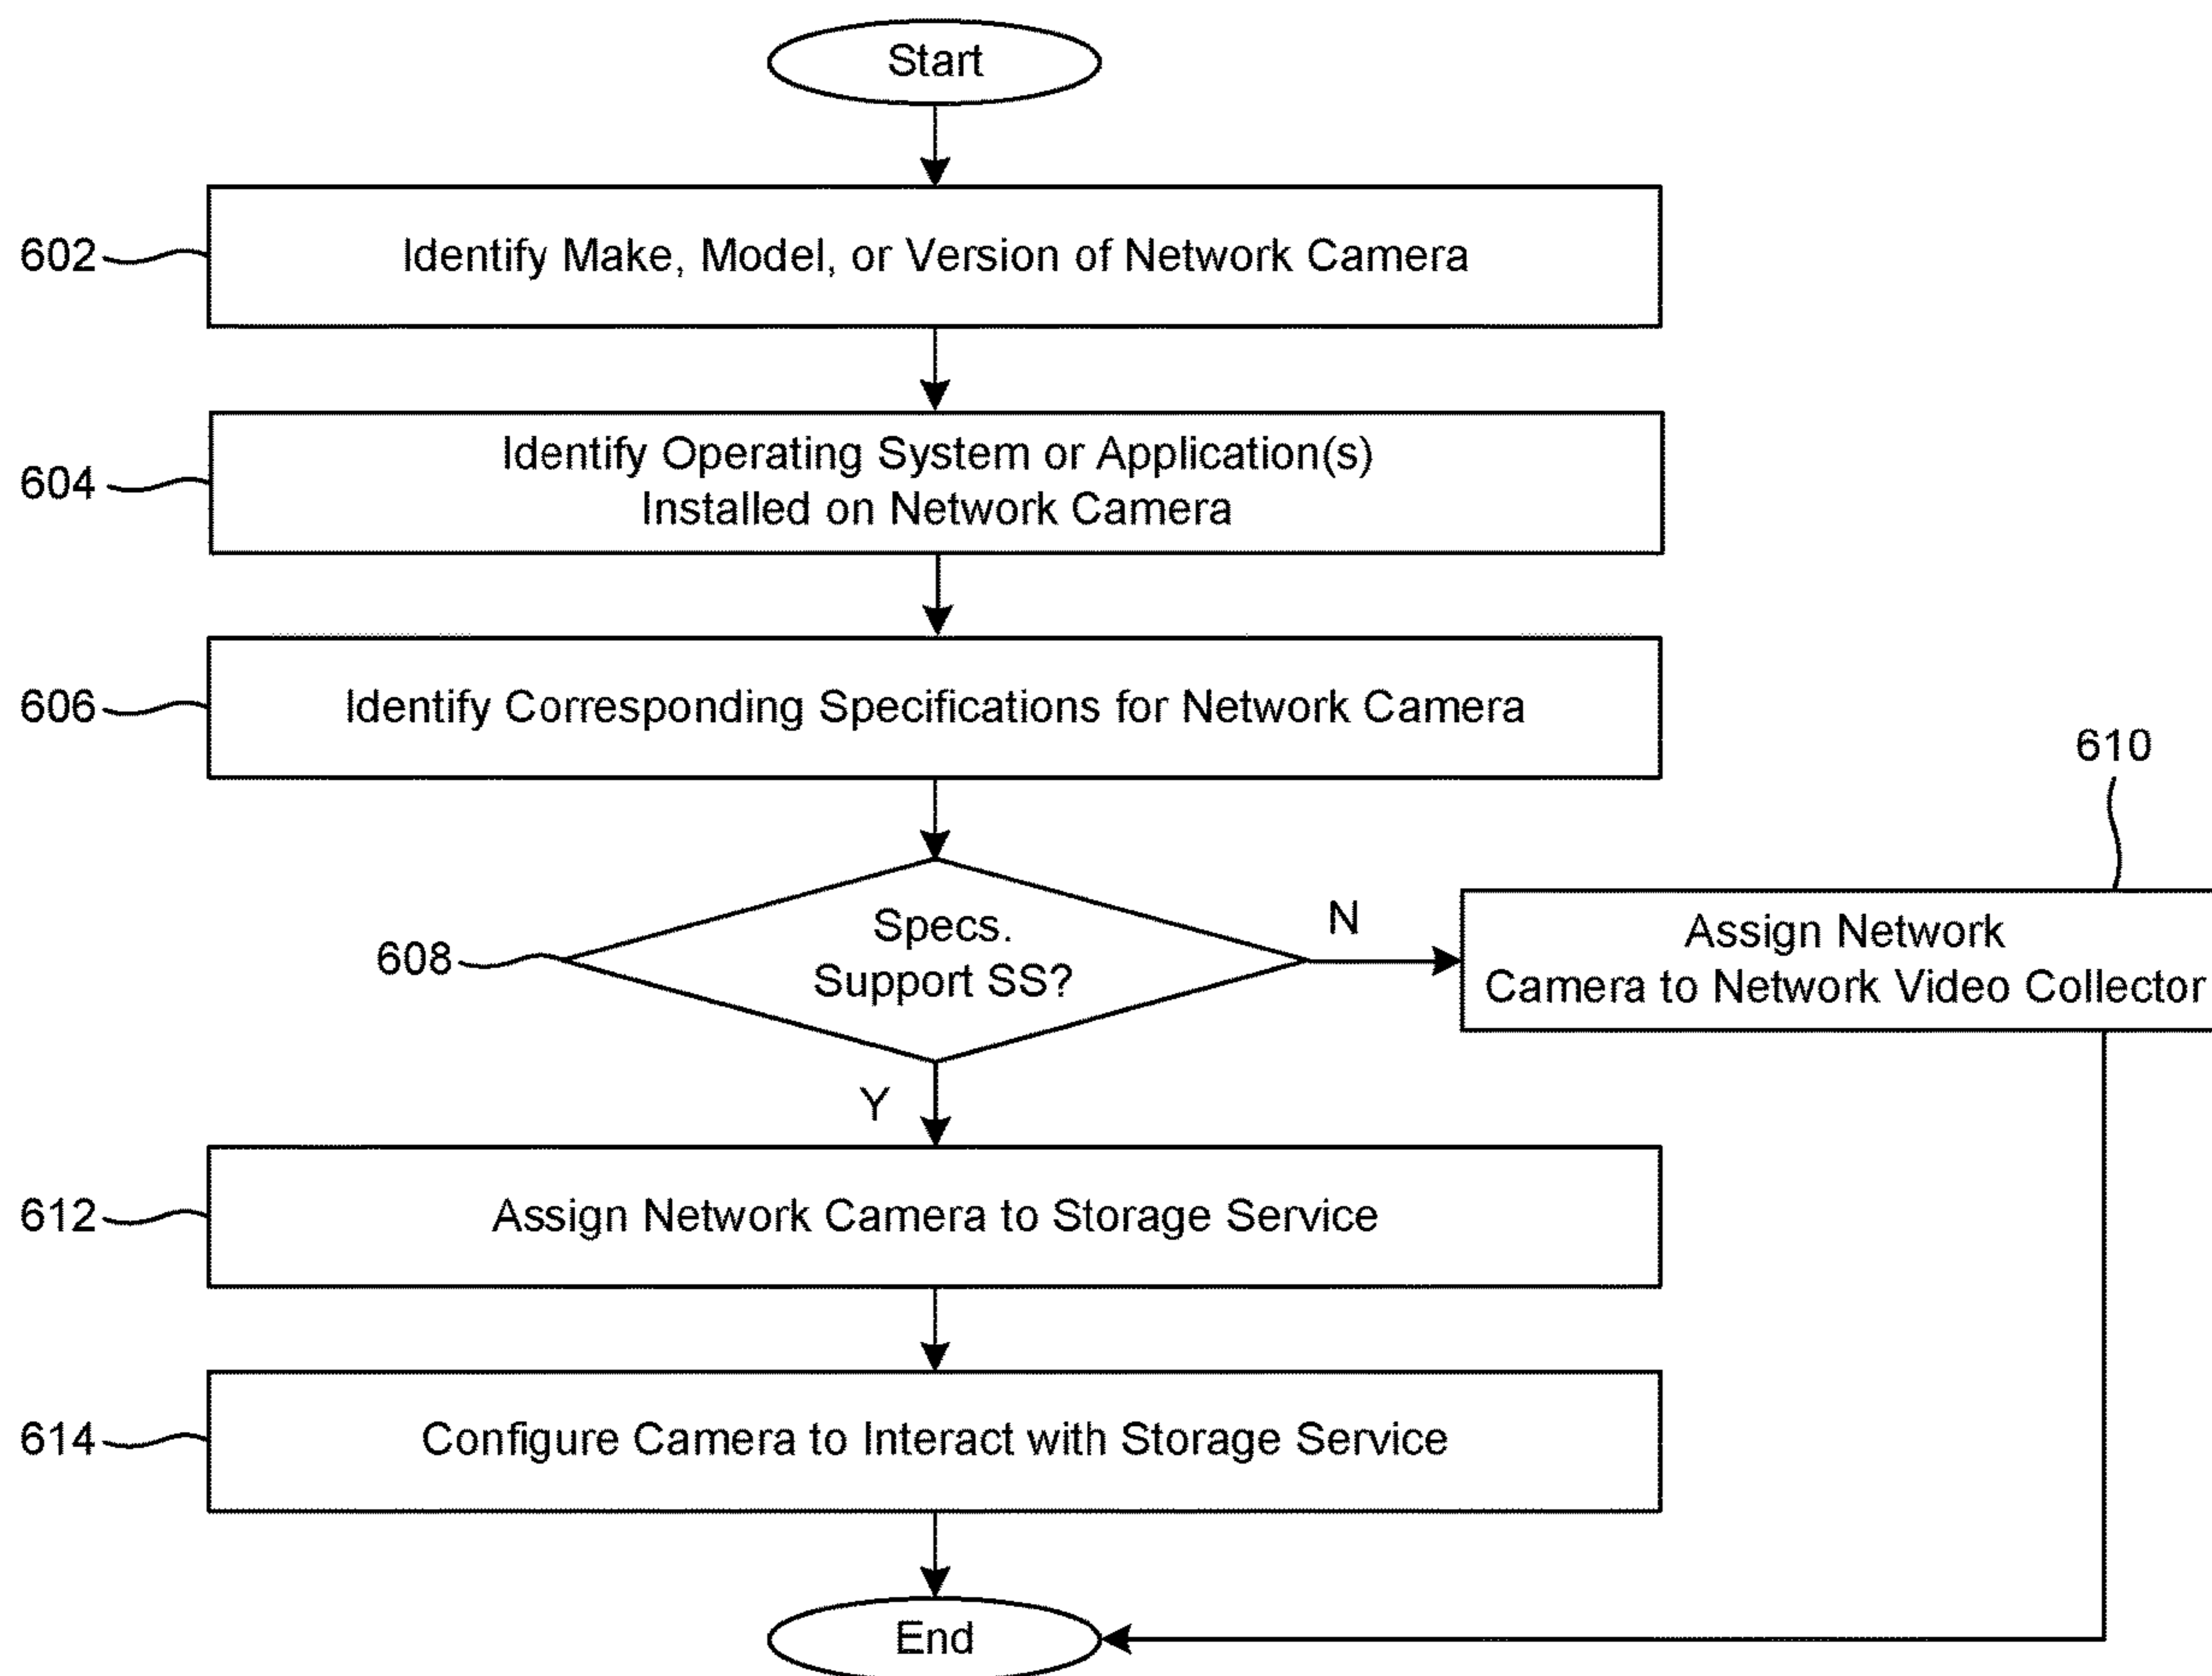 Start
602
Identify Make, Model, or Version of Network Camera
604
Identify Operating System or Application(s)
Installed on Network Camera
606
Identify Corresponding Specifications for Network Camera
610
608
Specs.
Support SS?
N
Assign Network
Camera to Network Video Collector
Y
612
Assign Network Camera to Storage Service
614
Configure Camera to Interact with Storage Service
End